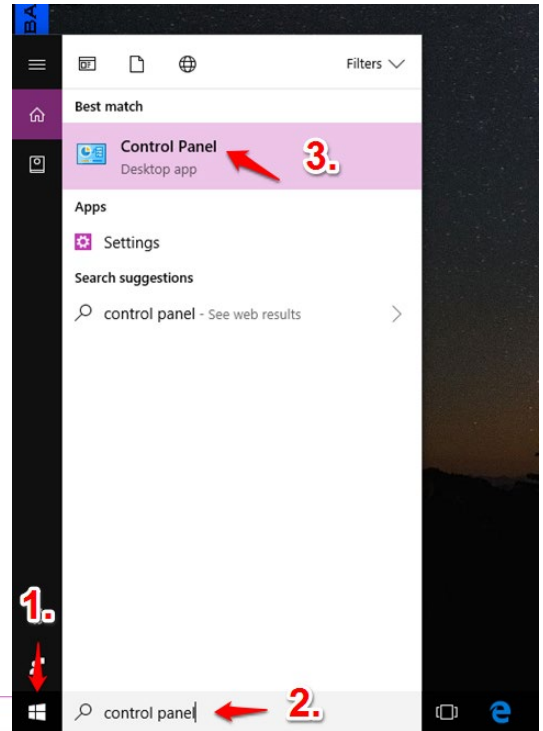 BA
Filters
Best match
Control Panel
Desktop app
3.
Apps
Settings
Search suggestions
control panel - See web results
1.
control panel
2.